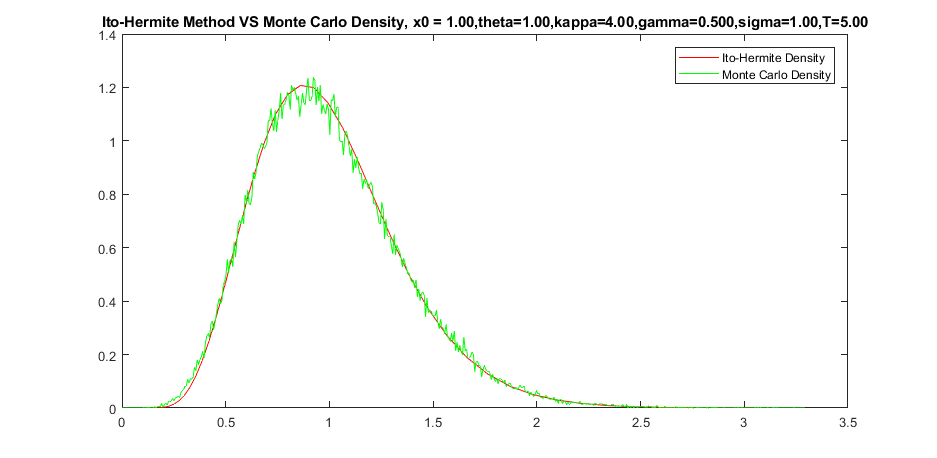 Ito-Hermite Method VS Monte Carlo Density, x0 = 1.00,theta=1.00,kappa=4.00,gamma=0.500,sigma=1.00,T=5.00
Ito-Hermite Density
Monte Carlo Density
1.4
1.2
1
0.8
0.6
0.4
0.2
0
0 0.5 1 1.5 2 2.5 3 3.5